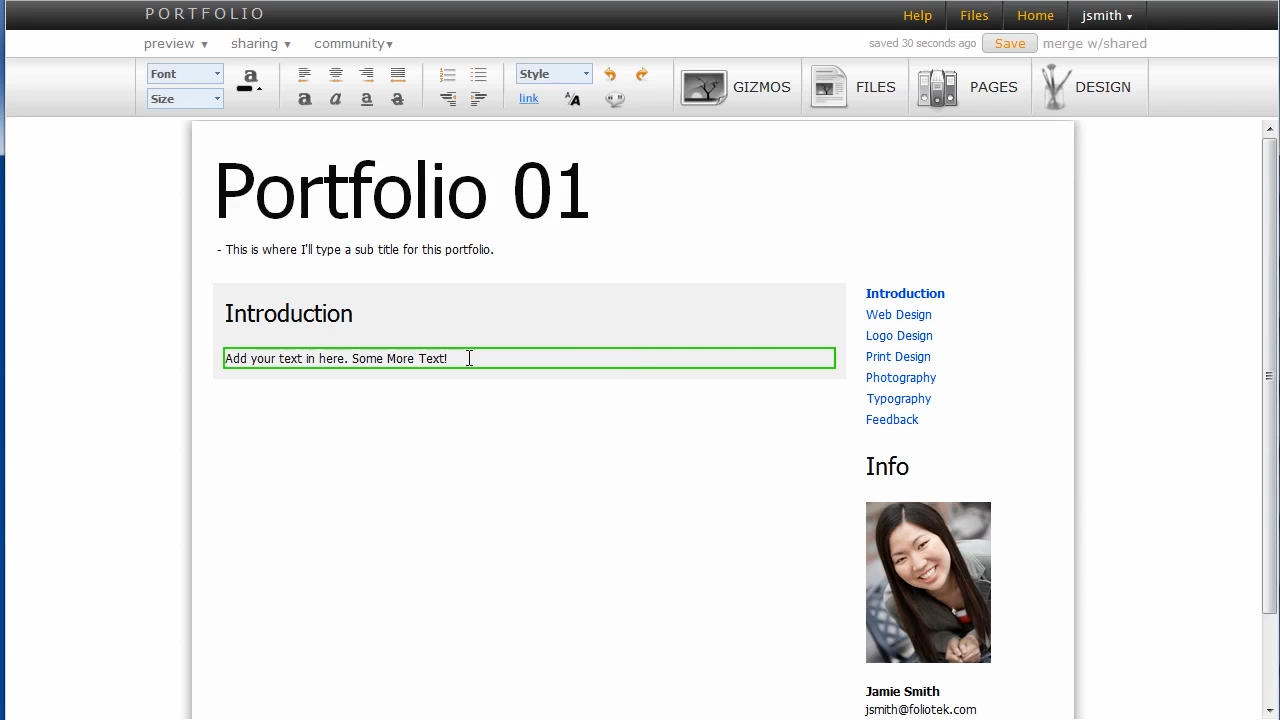 PORTFOLIO
Help Files Home jsmith ▾
preview ▾ sharing ▾ community▾
saved 30 seconds ago Save merge w/shared
Font a Style GIZMOS FILES PAGES DESIGN
Size a a a a link A/A
Portfolio 01
- This is where I'll type a sub title for this portfolio.
Introduction
Add your text in here. Some More Text!
Introduction
Web Design
Logo Design
Print Design
Photography
Typography
Feedback
Info
Jamie Smith
jsmith@foliotek.com